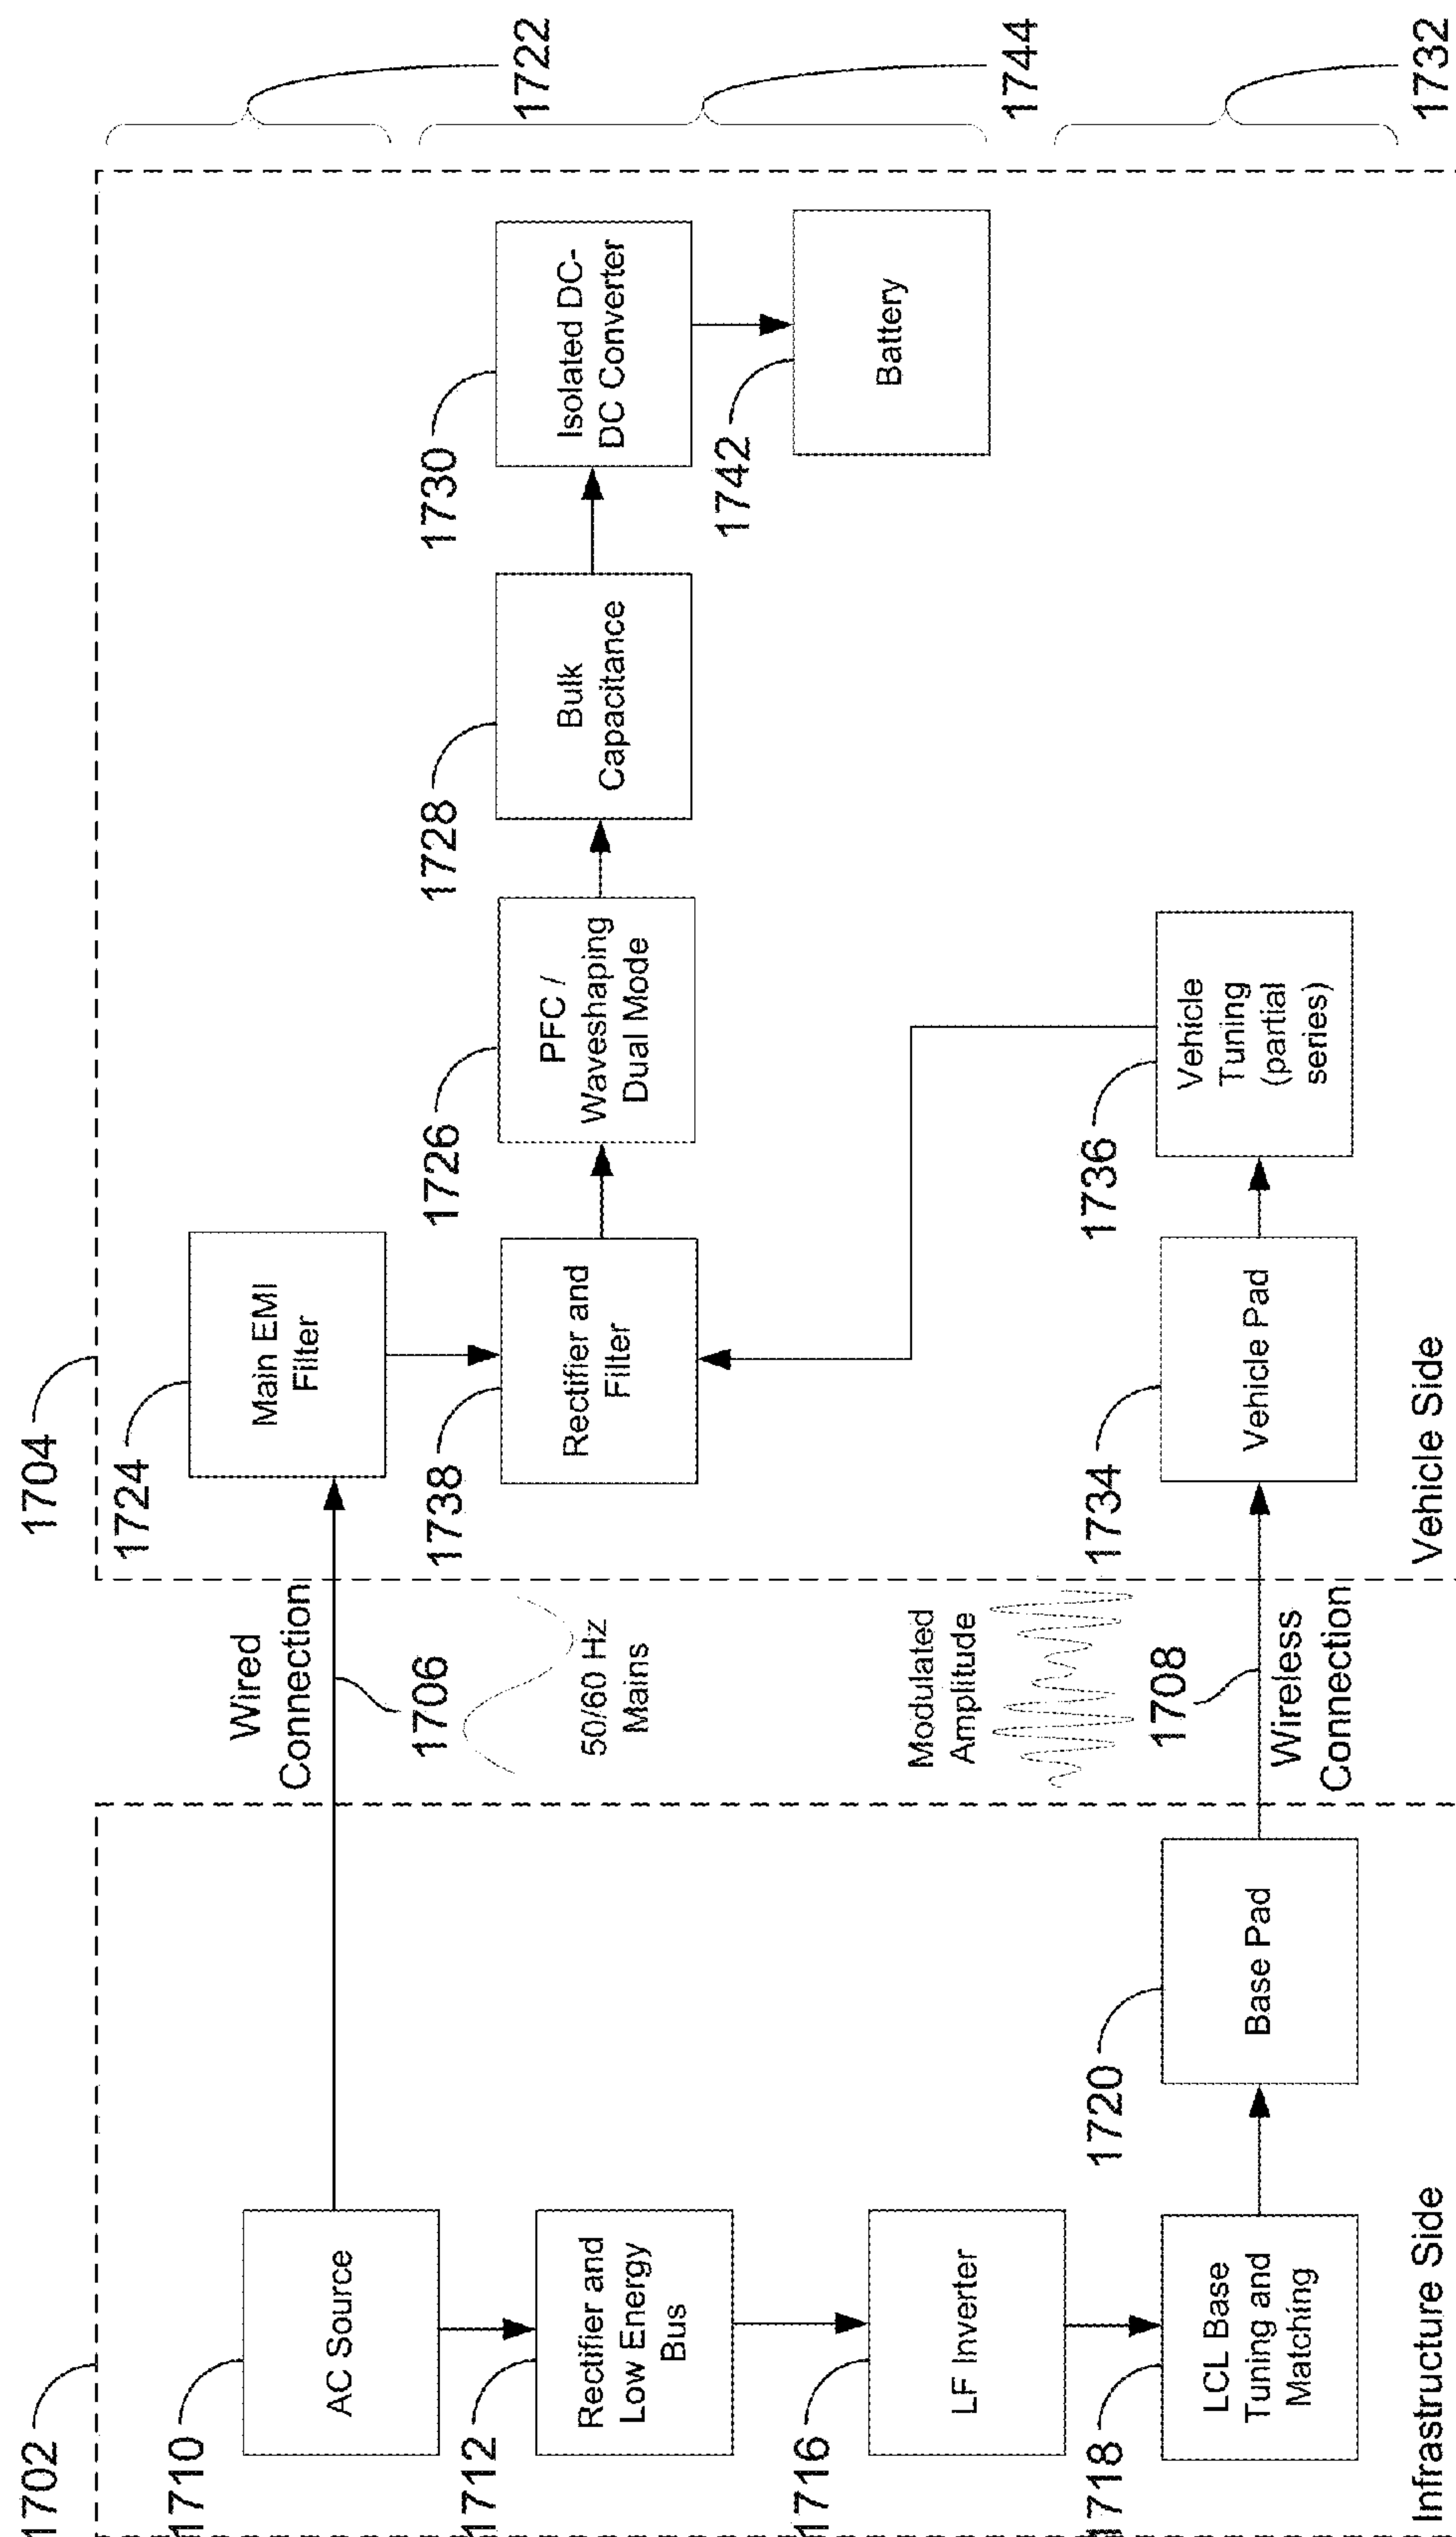 1702
1704
1710
AC Source
1712
Rectifier and
Low Energy
Bus
1716
LF Inverter
1718
LCL Base
Tuning and
Matching
1720
Base Pad
Infrastructure Side
Wired
Connection
1706
50/60 Hz
Mains
Modulated
Amplitude
1708
Wireless
Connection
1724
Main EMI
Filter
1738
Rectifier and
Filter
1726
PFC /
Waveshaping
Dual Mode
1728
Bulk
Capacitance
1730
Isolated DC-
DC Converter
1742
Battery
1734
Vehicle Pad
1736
Vehicle
Tuning
(partial
series)
Vehicle Side
1722
1744
1732